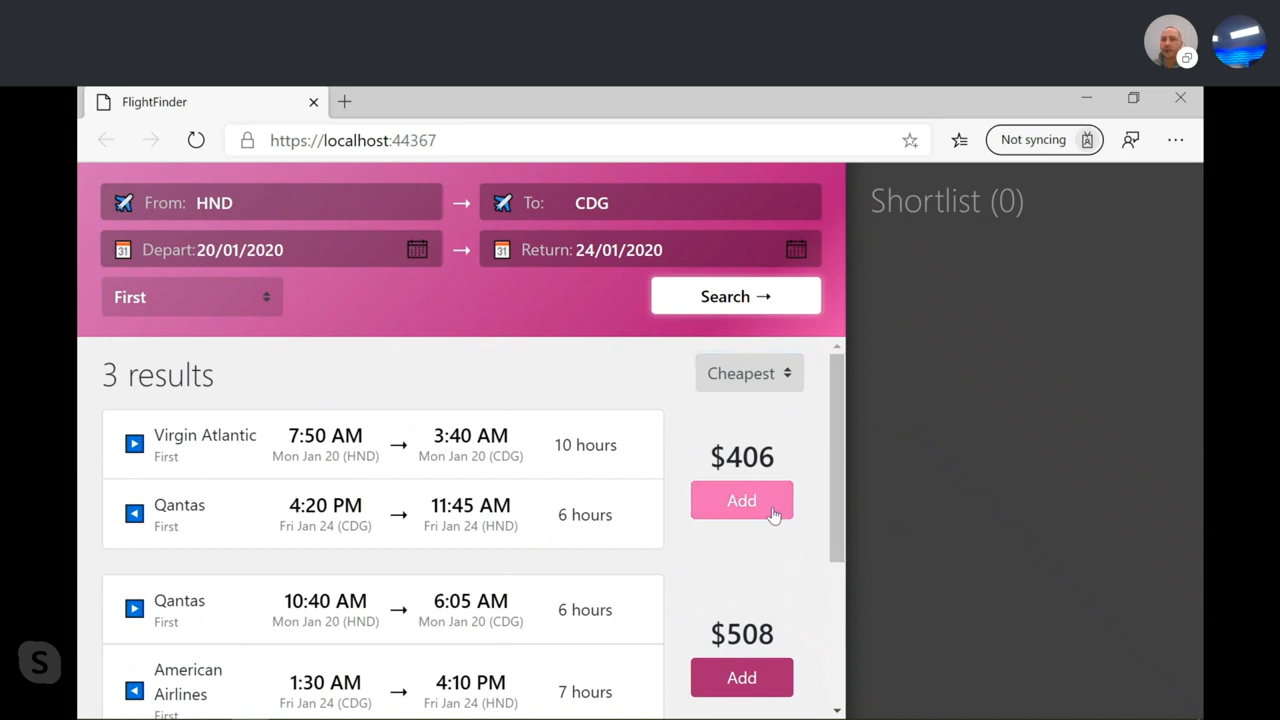 FlightFinder
https://localhost:44367
Not syncing
From: HND → To: CDG
Shortlist (0)
31 Depart: 20/01/2020 → 31 Return: 24/01/2020
First
Search →
3 results
Cheapest
Virgin Atlantic 7:50 AM → 3:40 AM 10 hours
First Mon Jan 20 (HND) Mon Jan 20 (CDG)
$406
Qantas 4:20 PM → 11:45 AM 6 hours
First Fri Jan 24 (CDG) Fri Jan 24 (HND)
Add
Qantas 10:40 AM → 6:05 AM 6 hours
First Mon Jan 20 (HND) Mon Jan 20 (CDG)
$508
American
Airlines 1:30 AM → 4:10 PM 7 hours
First Fri Jan 24 (CDG) Fri Jan 24 (HND)
Add
S